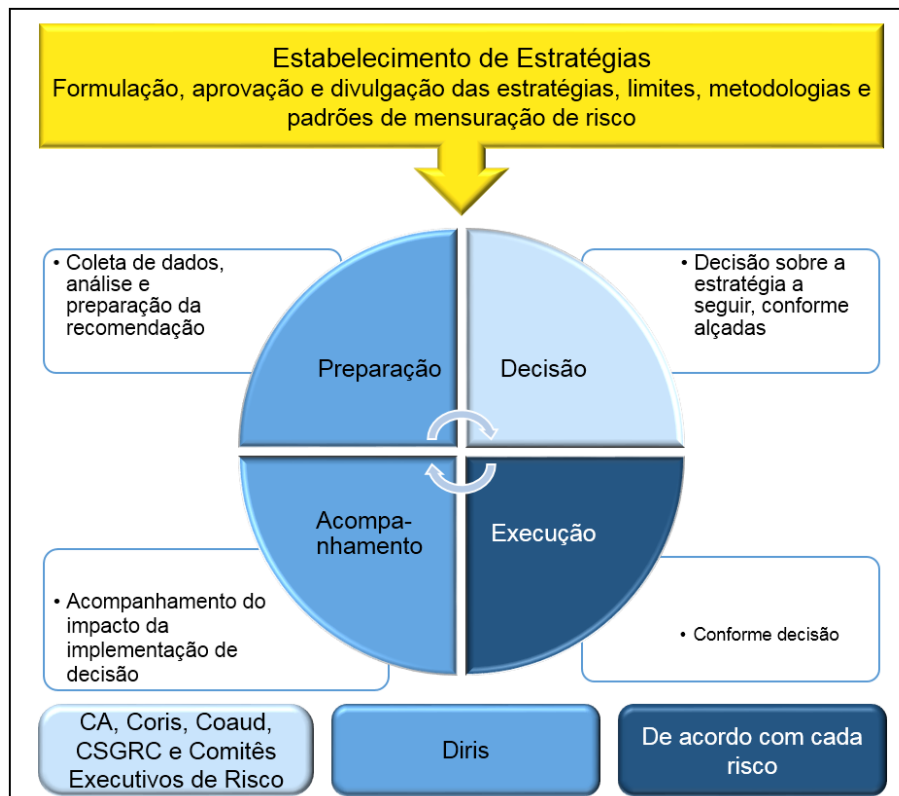 Estabelecimento de Estratégias
Formulação, aprovação e divulgação das estratégias, limites, metodologias e
padrões de mensuração de risco
• Coleta de dados,
análise e
preparação da
recomendação
• Decisão sobre a
estratégia a
seguir, conforme
alçadas
Preparação
Decisão
Acompa-
nhamento
Execução
• Acompanhamento do
impacto da
implementação de
decisão
• Conforme decisão
CA, Coris, Coaud,
CSGRC e Comitês
Executivos de Risco
Diris
De acordo com cada
risco